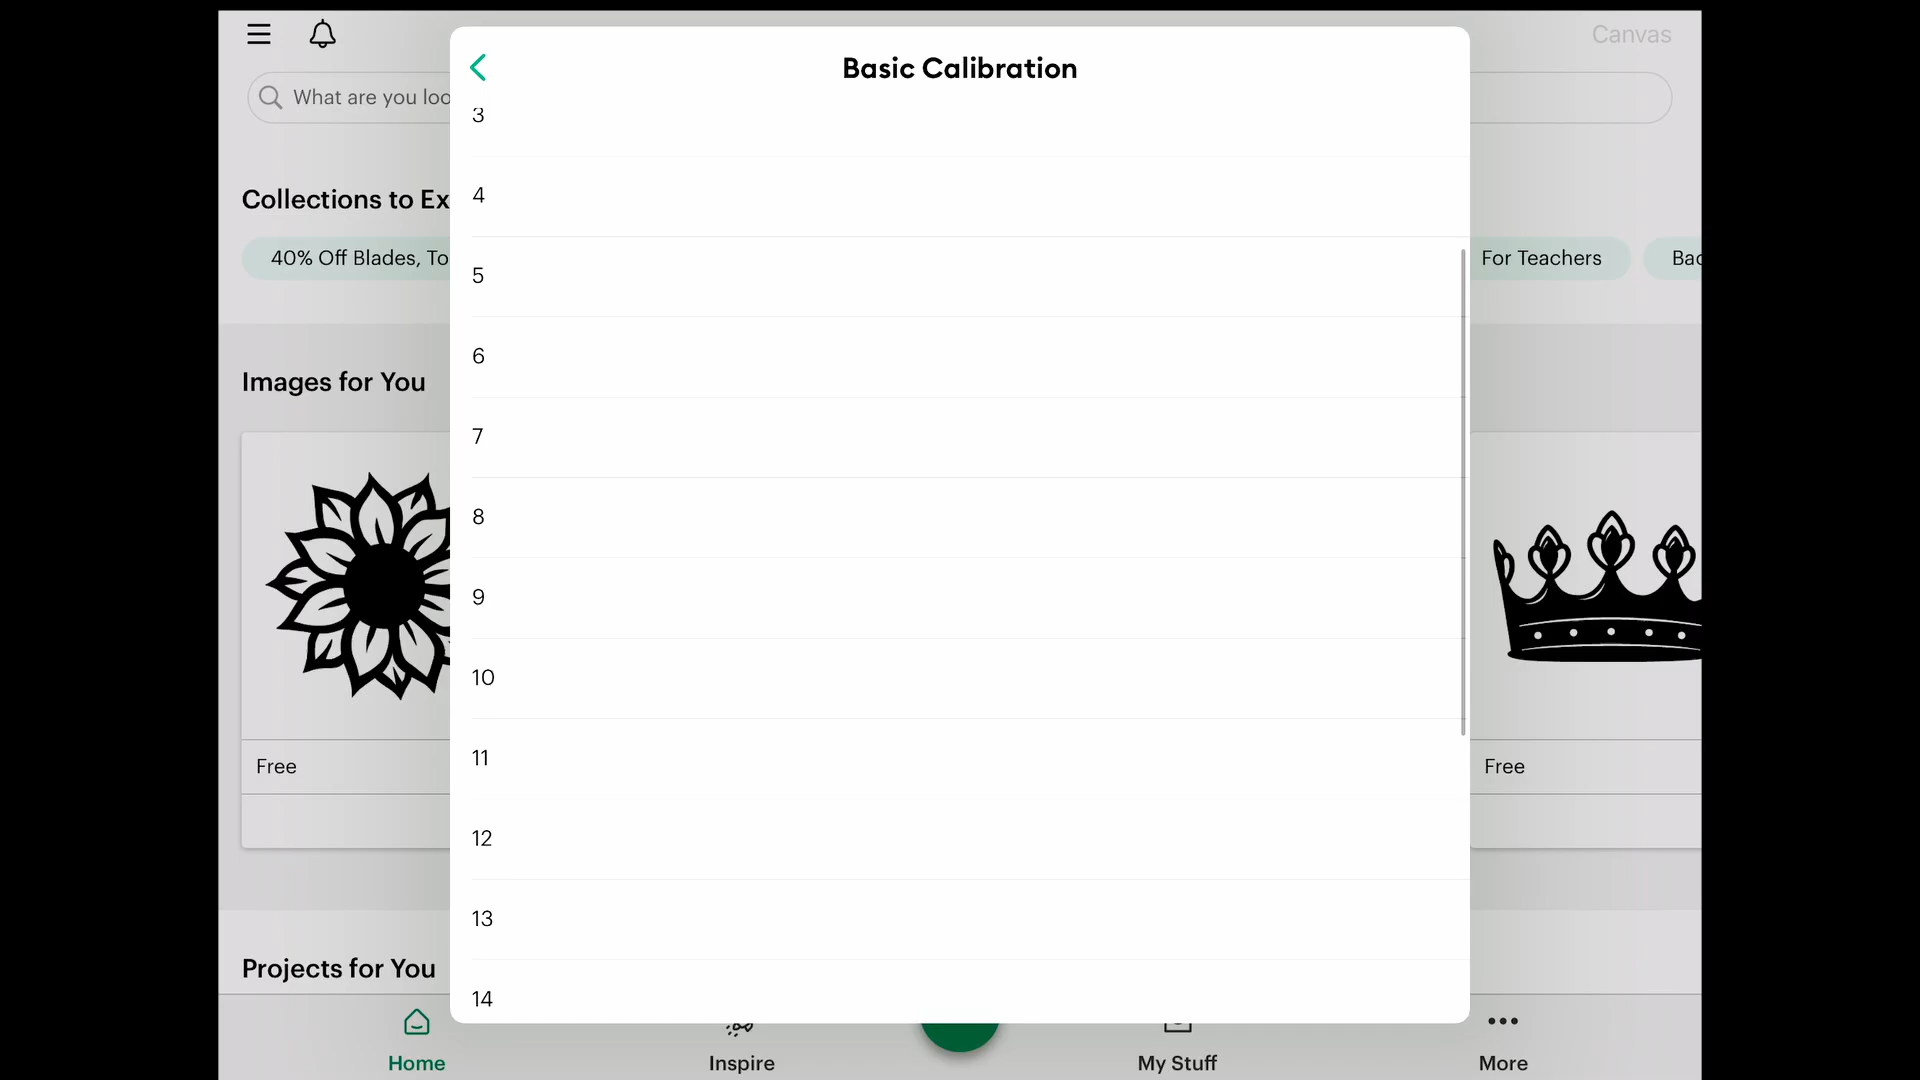 Canvas
Basic Calibration
What are you loo
3
4
Collections to Ex
40% Off Blades, To
For Teachers
Bac
5
6
Images for You
7
8
9
10
11
Free
Free
12
13
Projects for You
14
Home
Inspire
My Stuff
More